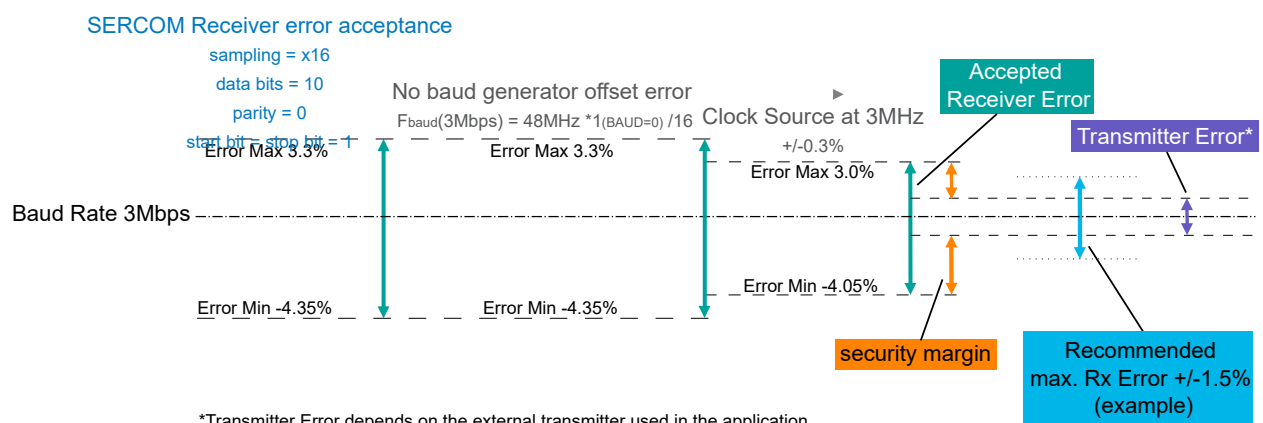 SERCOM Receiver error acceptance
sampling = x16
data bits = 10
parity = 0
start bit = stop bit = 1
No baud generator offset error
Fbaud(3Mbps) = 48MHz *1(BAUD=0) /16
Clock Source at 3MHz
+/-0.3%
Accepted
Receiver Error
Transmitter Error*
Error Max 3.3%
Error Max 3.3%
Error Max 3.0%
Baud Rate 3Mbps
Error Min -4.35%
Error Min -4.35%
Error Min -4.05%
security margin
Recommended
max. Rx Error +/-1.5%
(example)
*Transmitter Error depends on the external transmitter used in the application